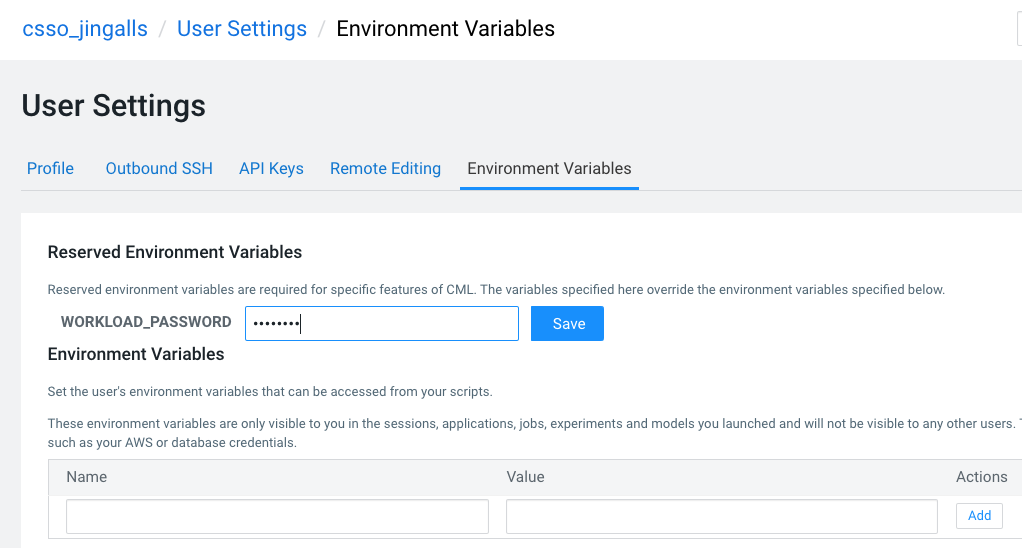 csso_jingalls / User Settings / Environment Variables
User Settings
Profile Outbound SSH API Keys Remote Editing Environment Variables
Reserved Environment Variables
Reserved environment variables are required for specific features of CML. The variables specified here override the environment variables specified below.
WORKLOAD_PASSWORD •••••••• Save
Environment Variables
Set the user's environment variables that can be accessed from your scripts.
These environment variables are only visible to you in the sessions, applications, jobs, experiments and models you launched and will not be visible to any other users.
such as your AWS or database credentials.
Name Value Actions
Add